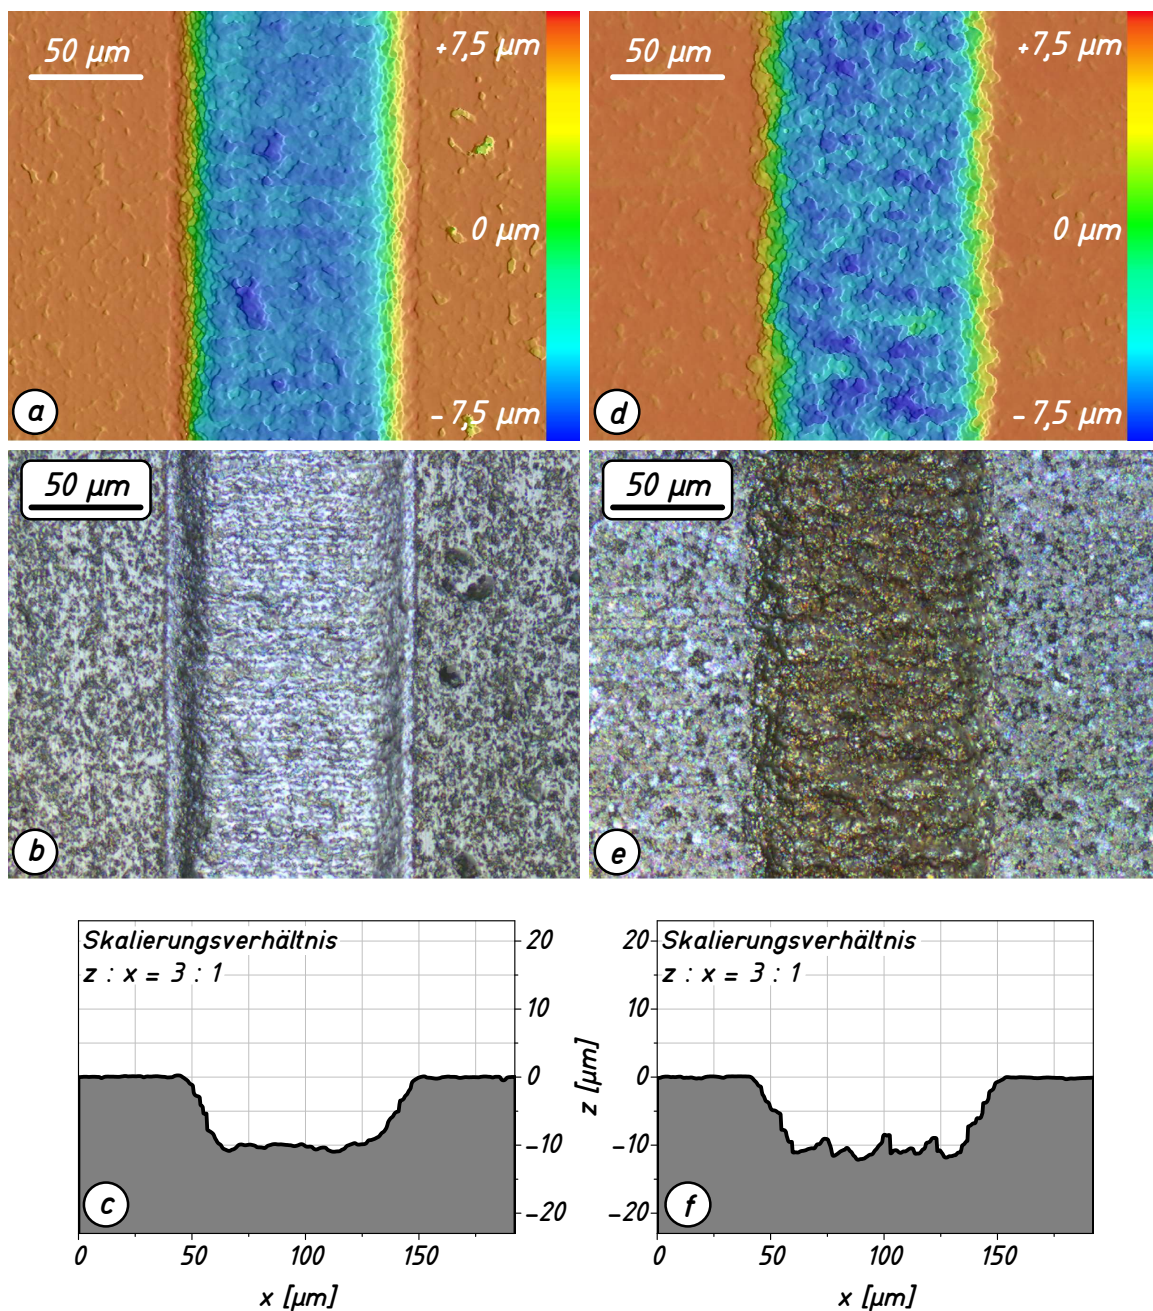 50 µm
+7,5 µm
0 µm
– 7,5 µm
a
50 µm
+7,5 µm
0 µm
– 7,5 µm
d
50 µm
b
50 µm
e
Skalierungsverhältnis
z : x = 3 : 1
20
10
0
–10
–20
c
0
50
100
150
x [µm]
z [µm]
Skalierungsverhältnis
z : x = 3 : 1
20
10
0
–10
–20
f
0
50
100
150
x [µm]